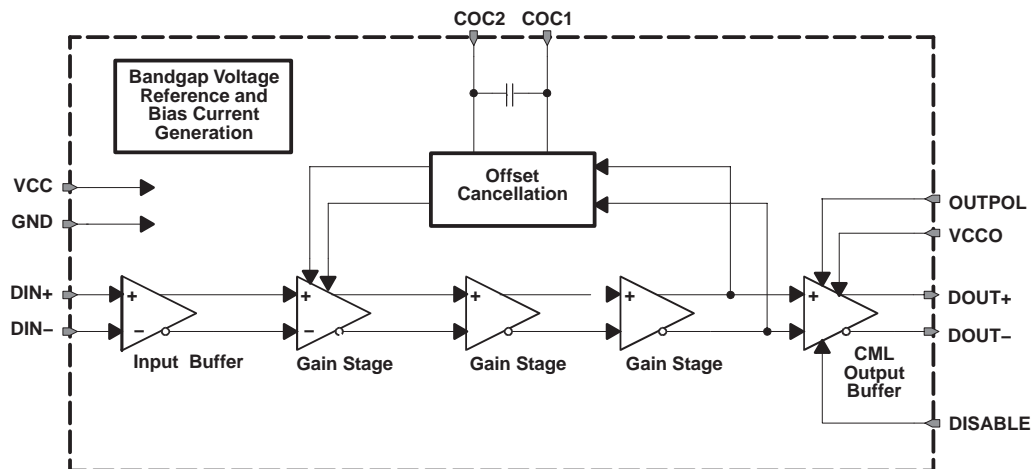 COC2 COC1
Bandgap Voltage
Reference and
Bias Current
Generation
Offset
Cancellation
VCC
GND
OUTPOL
VCCO
DIN+
DIN−
+
−
+
−
+
+
+
DOUT+
DOUT−
Input Buffer
Gain Stage
Gain Stage
Gain Stage
CML
Output
Buffer
DISABLE